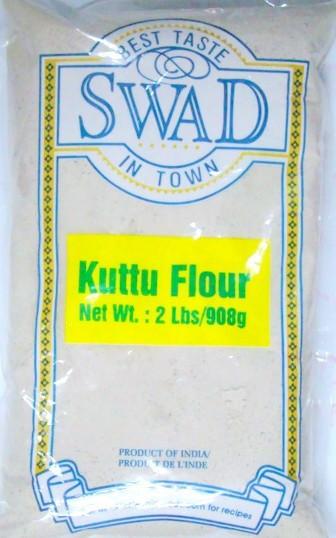 BEST TASTE
SWAD
IN TOWN
Kuttu Flour
Net Wt. : 2 Lbs/908g
PRODUCT OF INDIA/
PRODUIT DE L'INDE
for recipes